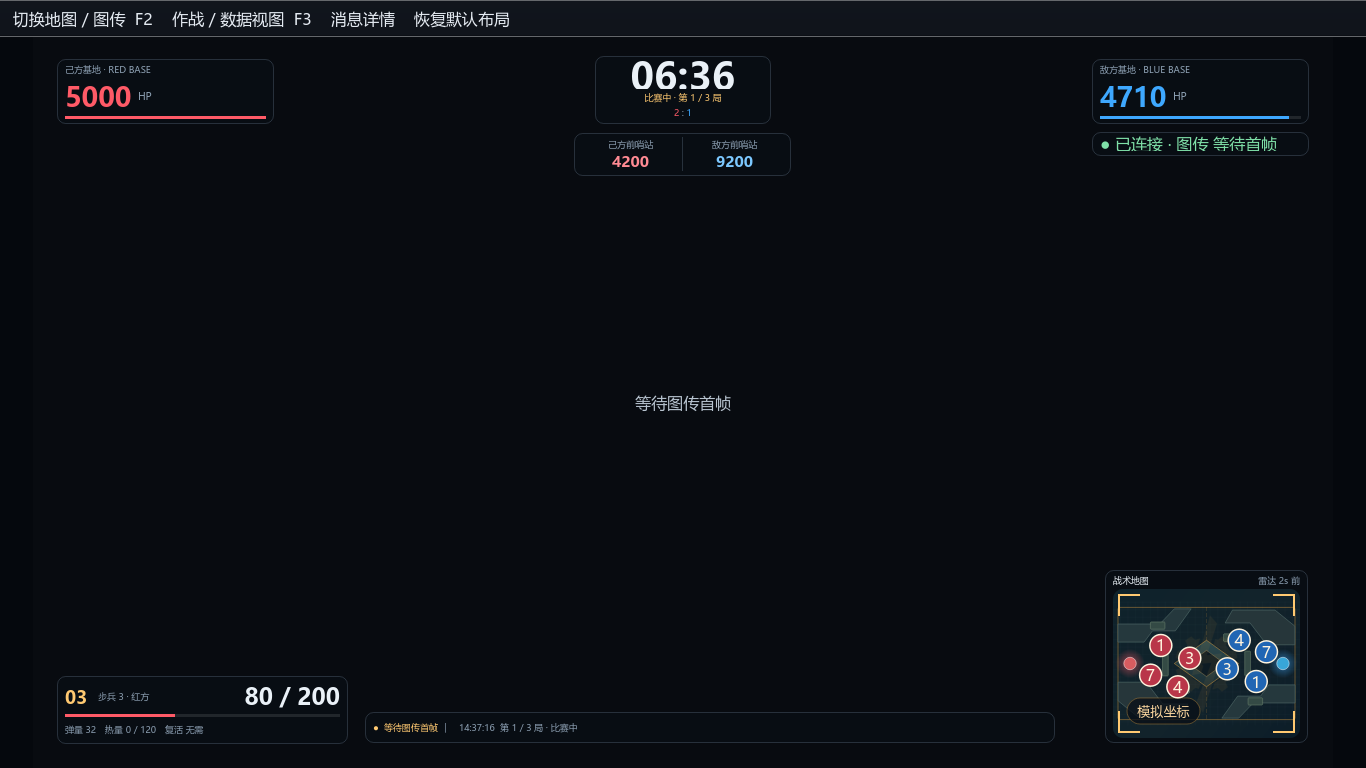 切换地图 / 图传 F2 作战 / 数据视图 F3 消息详情 恢复默认布局
己方基地 · RED BASE
5000 HP
06:36
比赛中 · 第 1 / 3 局
2 : 1
敌方基地 · BLUE BASE
4710 HP
己方前哨站 敌方前哨站
4200 9200
已连接 · 图传 等待首帧
等待图传首帧
战术地图 雷达 2s 前
1
3
7
4
4
7
3
1
模拟坐标
03 步兵 3 · 红方 80 / 200
弹量 32 热量 0 / 120 复活 无需
等待图传首帧 | 14:37:16 第 1 / 3 局 · 比赛中